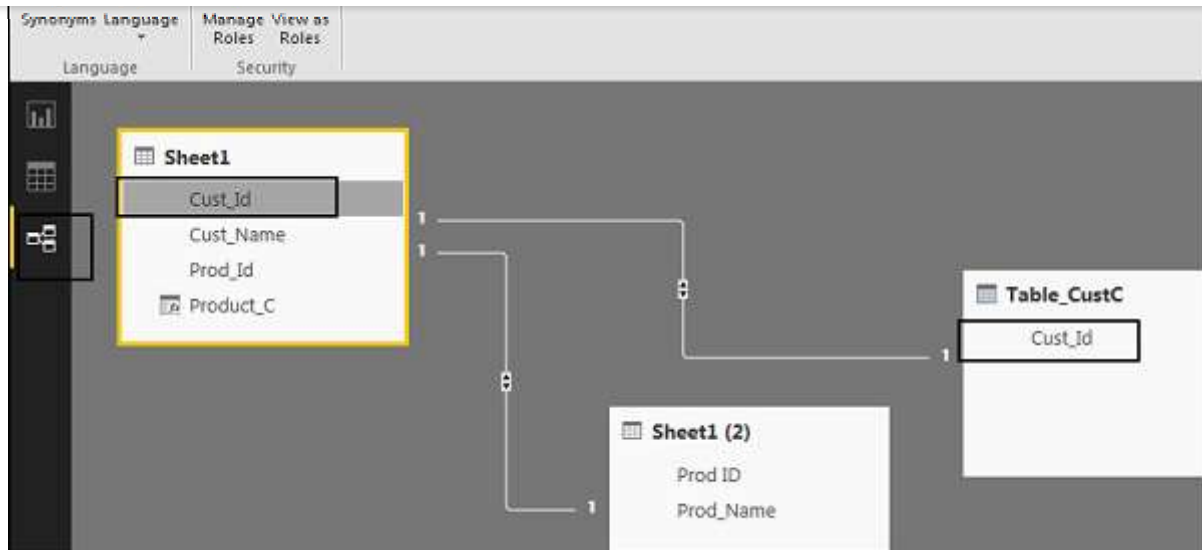 Synonyms Language Manage View as
Roles Roles
Language Security
Sheet1
Cust_Id
Cust_Name
Prod_Id
Product_C
1
1
Table_CustC
Cust_Id
1
Sheet1 (2)
Prod ID
Prod_Name
1